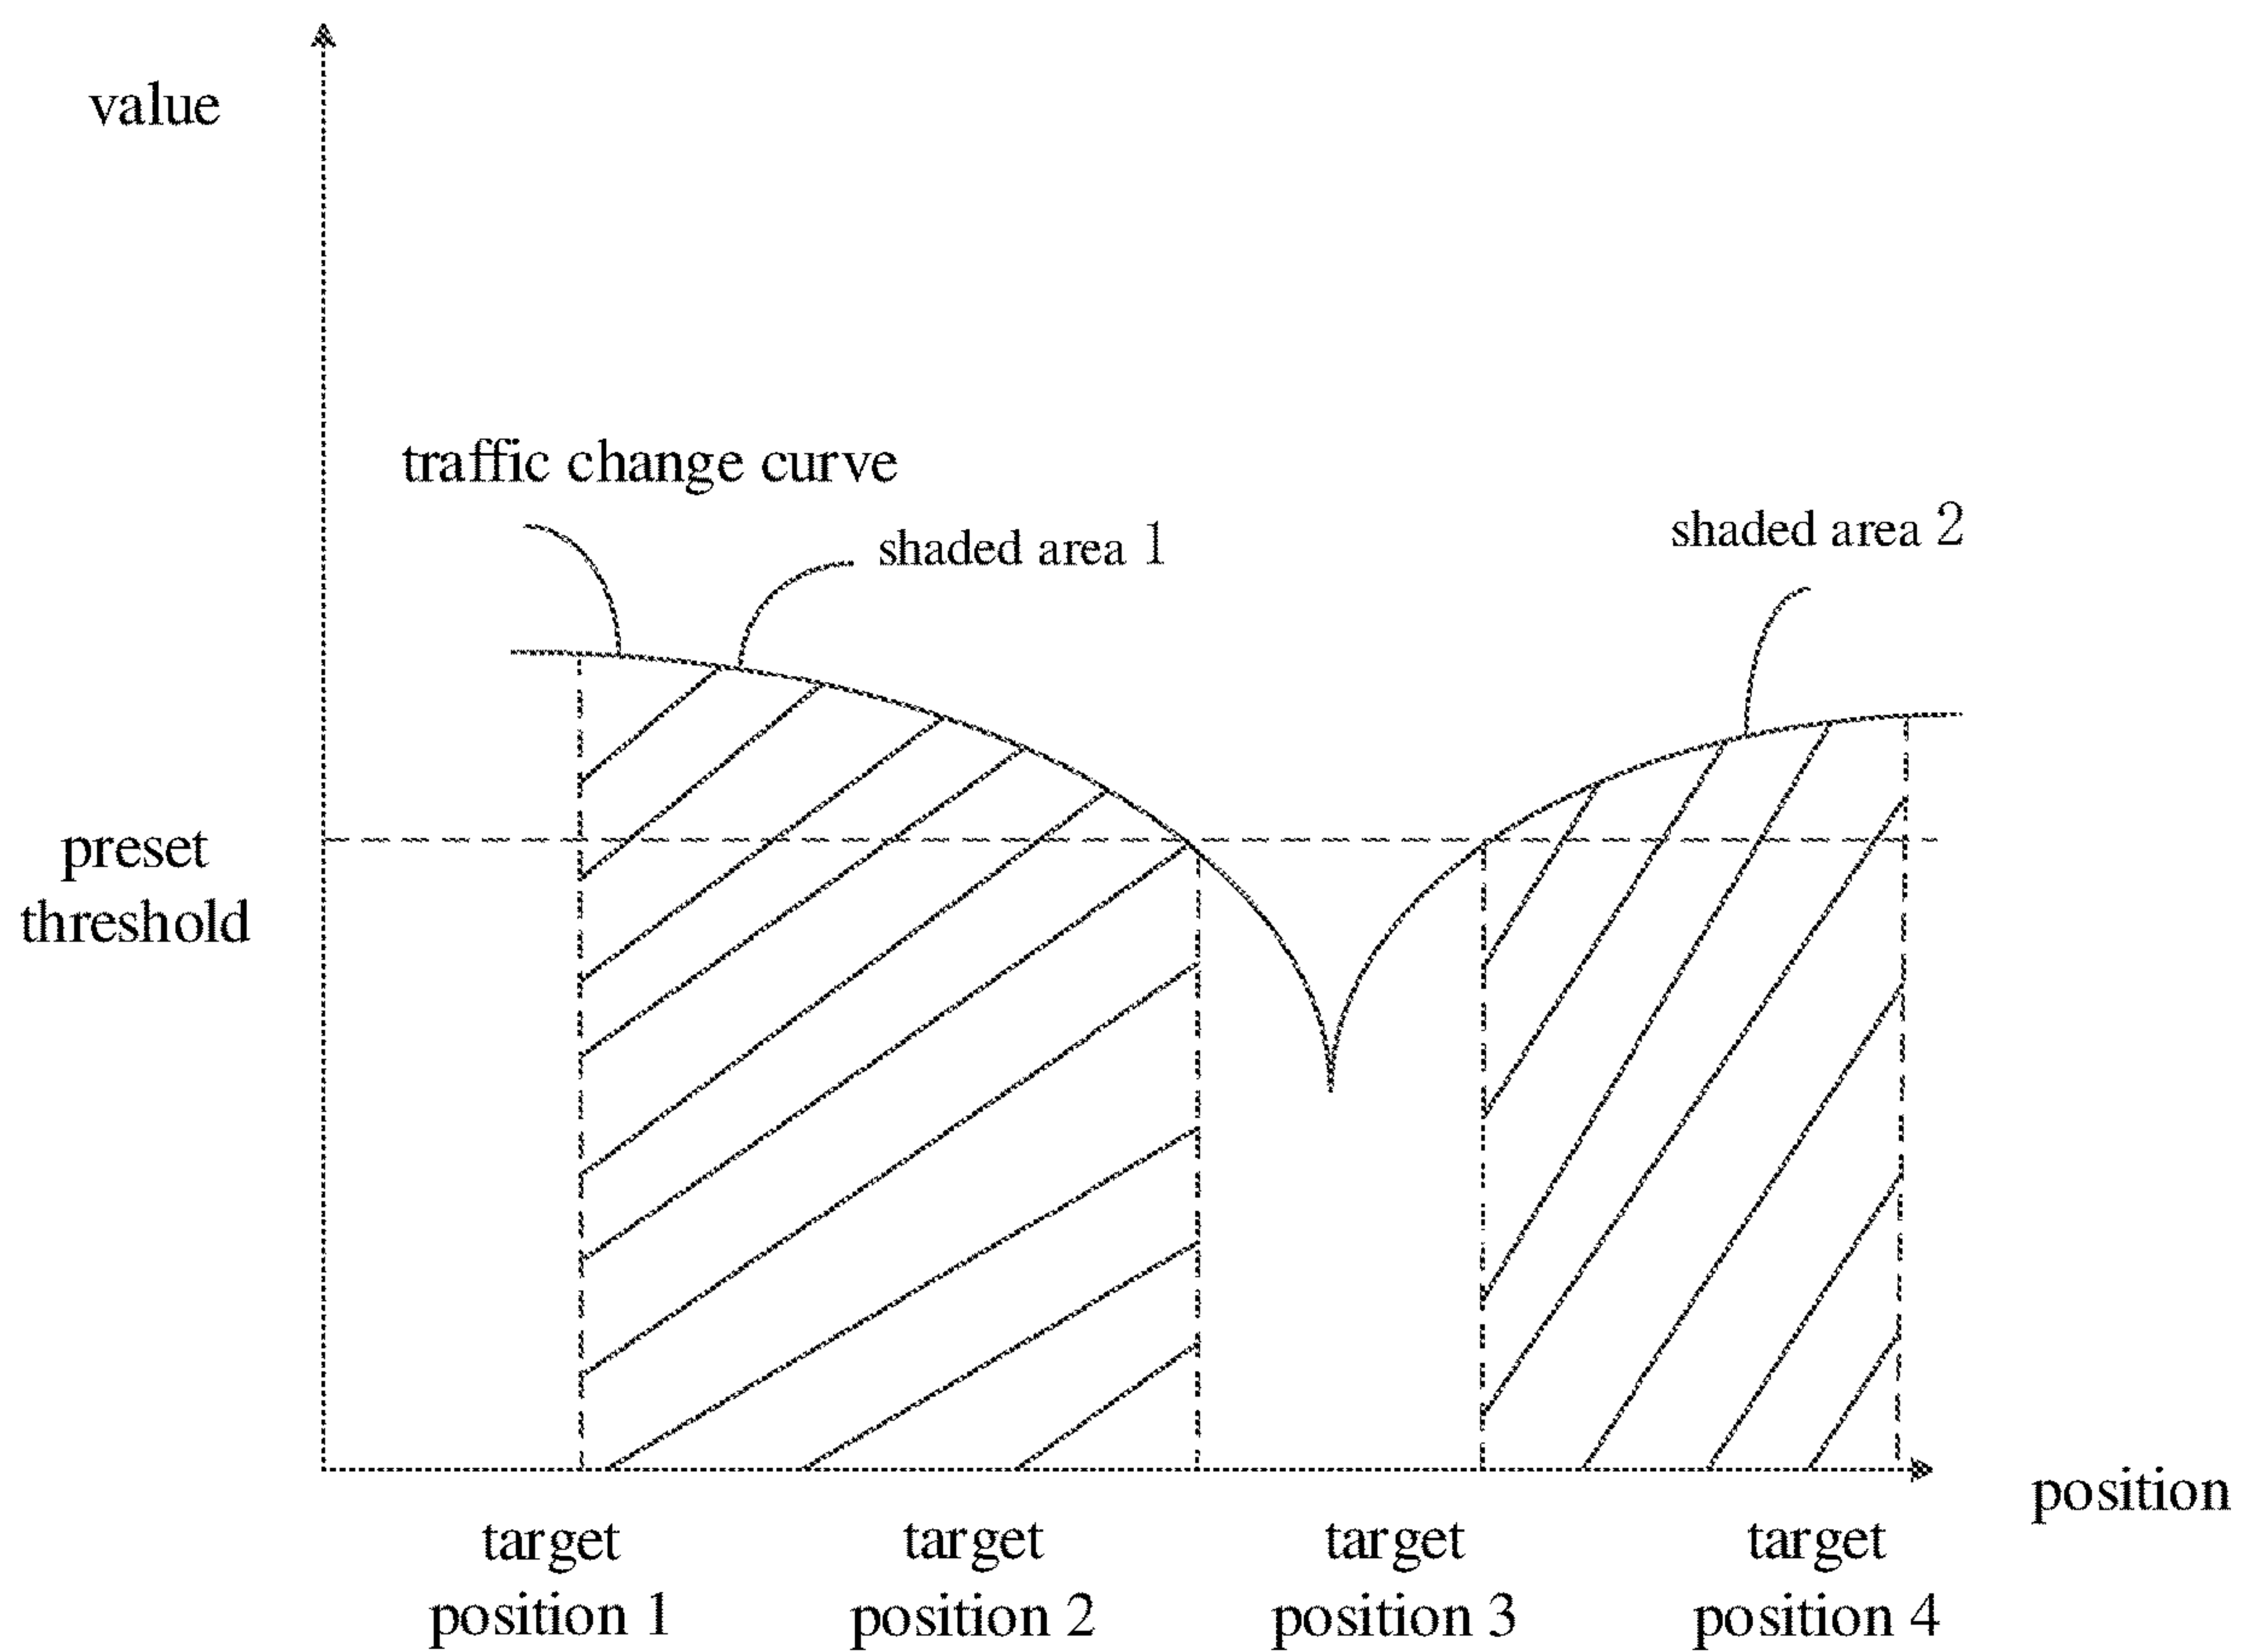 value
traffic change curve
shaded area 1
shaded area 2
preset
threshold
position
target
position 1
target
position 2
target
position 3
target
position 4